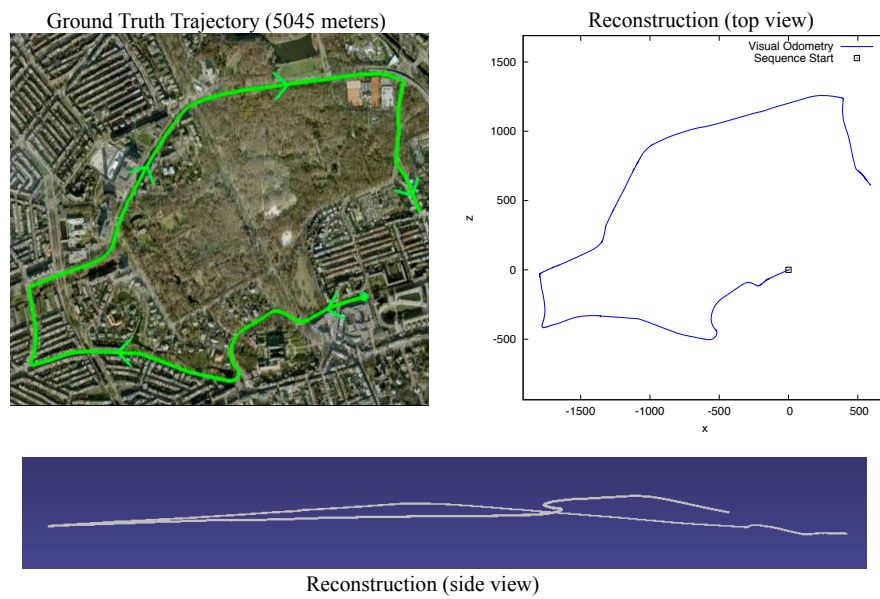 Ground Truth Trajectory (5045 meters)
Reconstruction (top view)
Visual Odometry
Sequence Start
1500
1000
500
0
-500
z
-1500
-1000
-500
0
500
x
Reconstruction (side view)